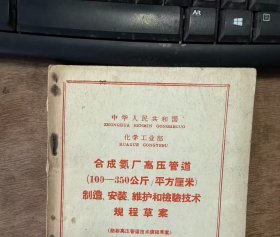 中华人民共和国
ZHONGHUA RENMIN GONGHEGUO
化学工业部
HUAXUE GONGYEBU
合成氨厂高压管道
(100—350公斤/平方厘米)
制造、安装、維护和检驗技术
规程草案